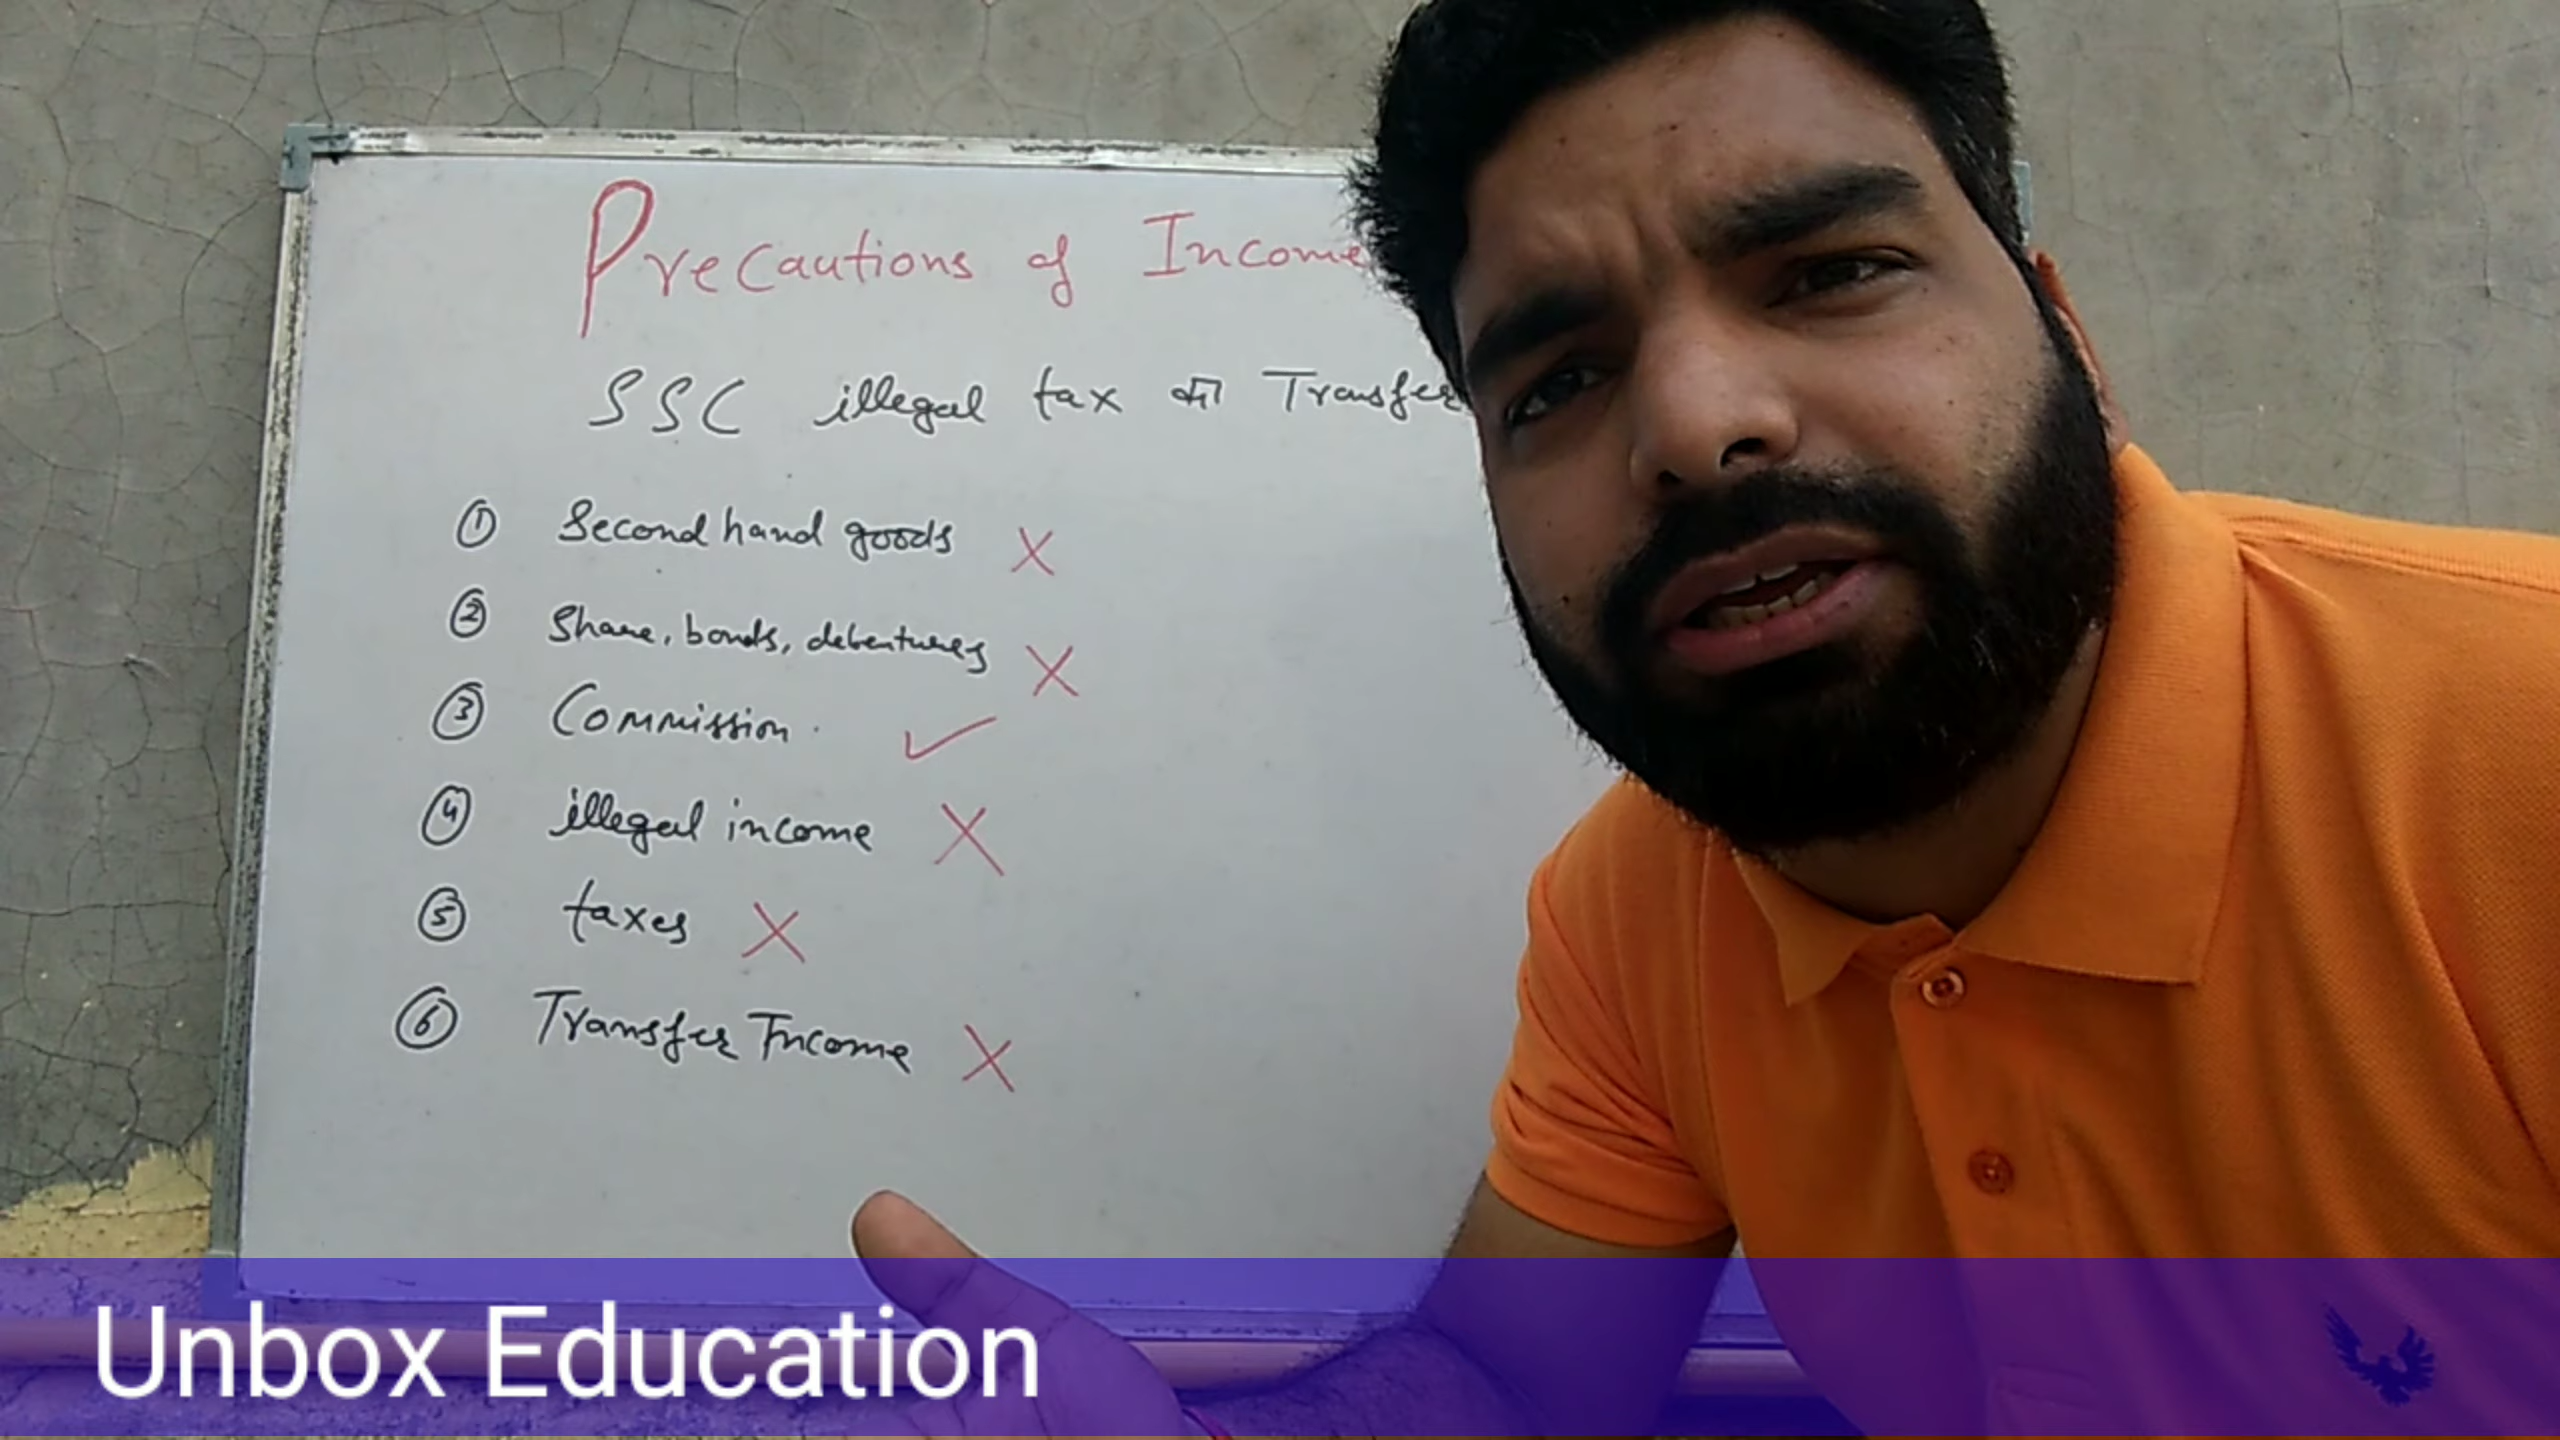 Precautions of Income
SSC illegal tax का Transfer
① Second hand goods X
② Share, bonds, debentures X
③ Commission. ✓
④ illegal income X
⑤ taxes X
⑥ Transfer Income X
Unbox Education